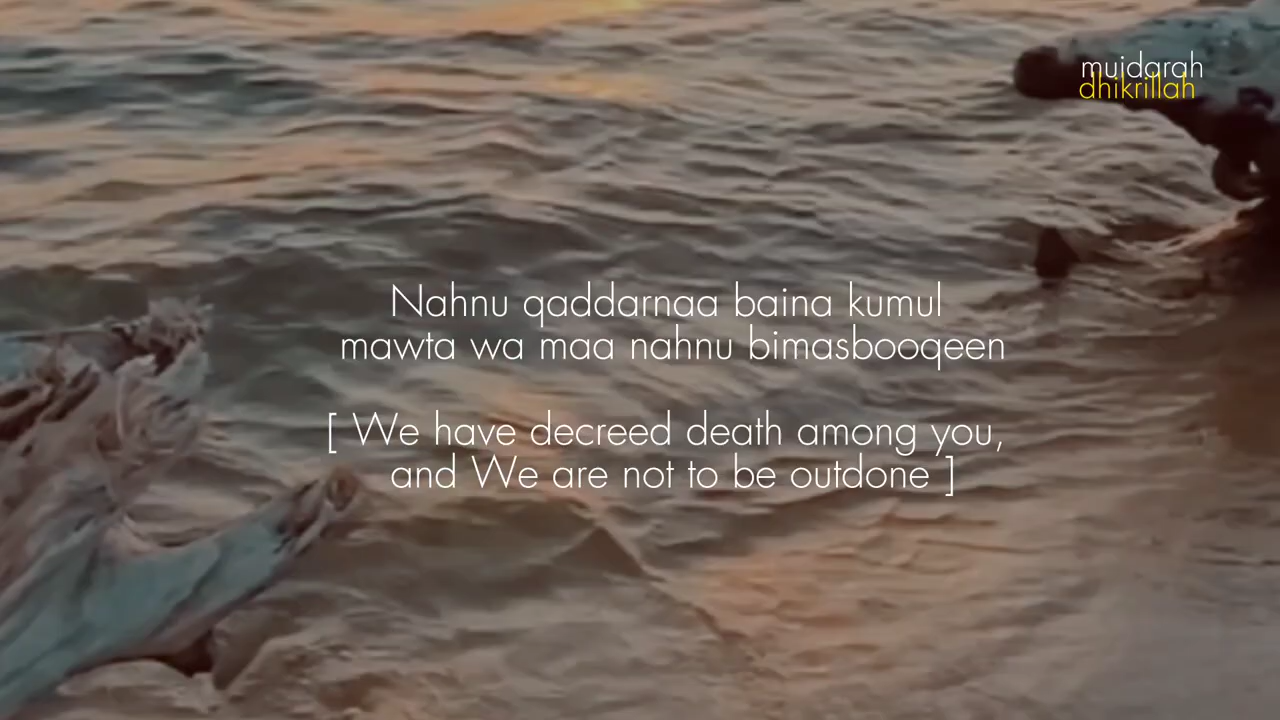 muidarah
dhikrillah
Nahnu qaddarnaa baina kumul
mawta wa maa nahnu bimasbooqeen
[ We have decreed death among you,
and We are not to be outdone ]